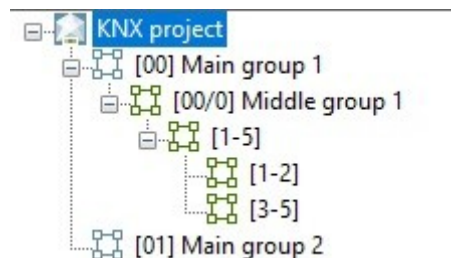 KNX project
[00] Main group 1
[00/0] Middle group 1
[1-5]
[1-2]
[3-5]
[01] Main group 2